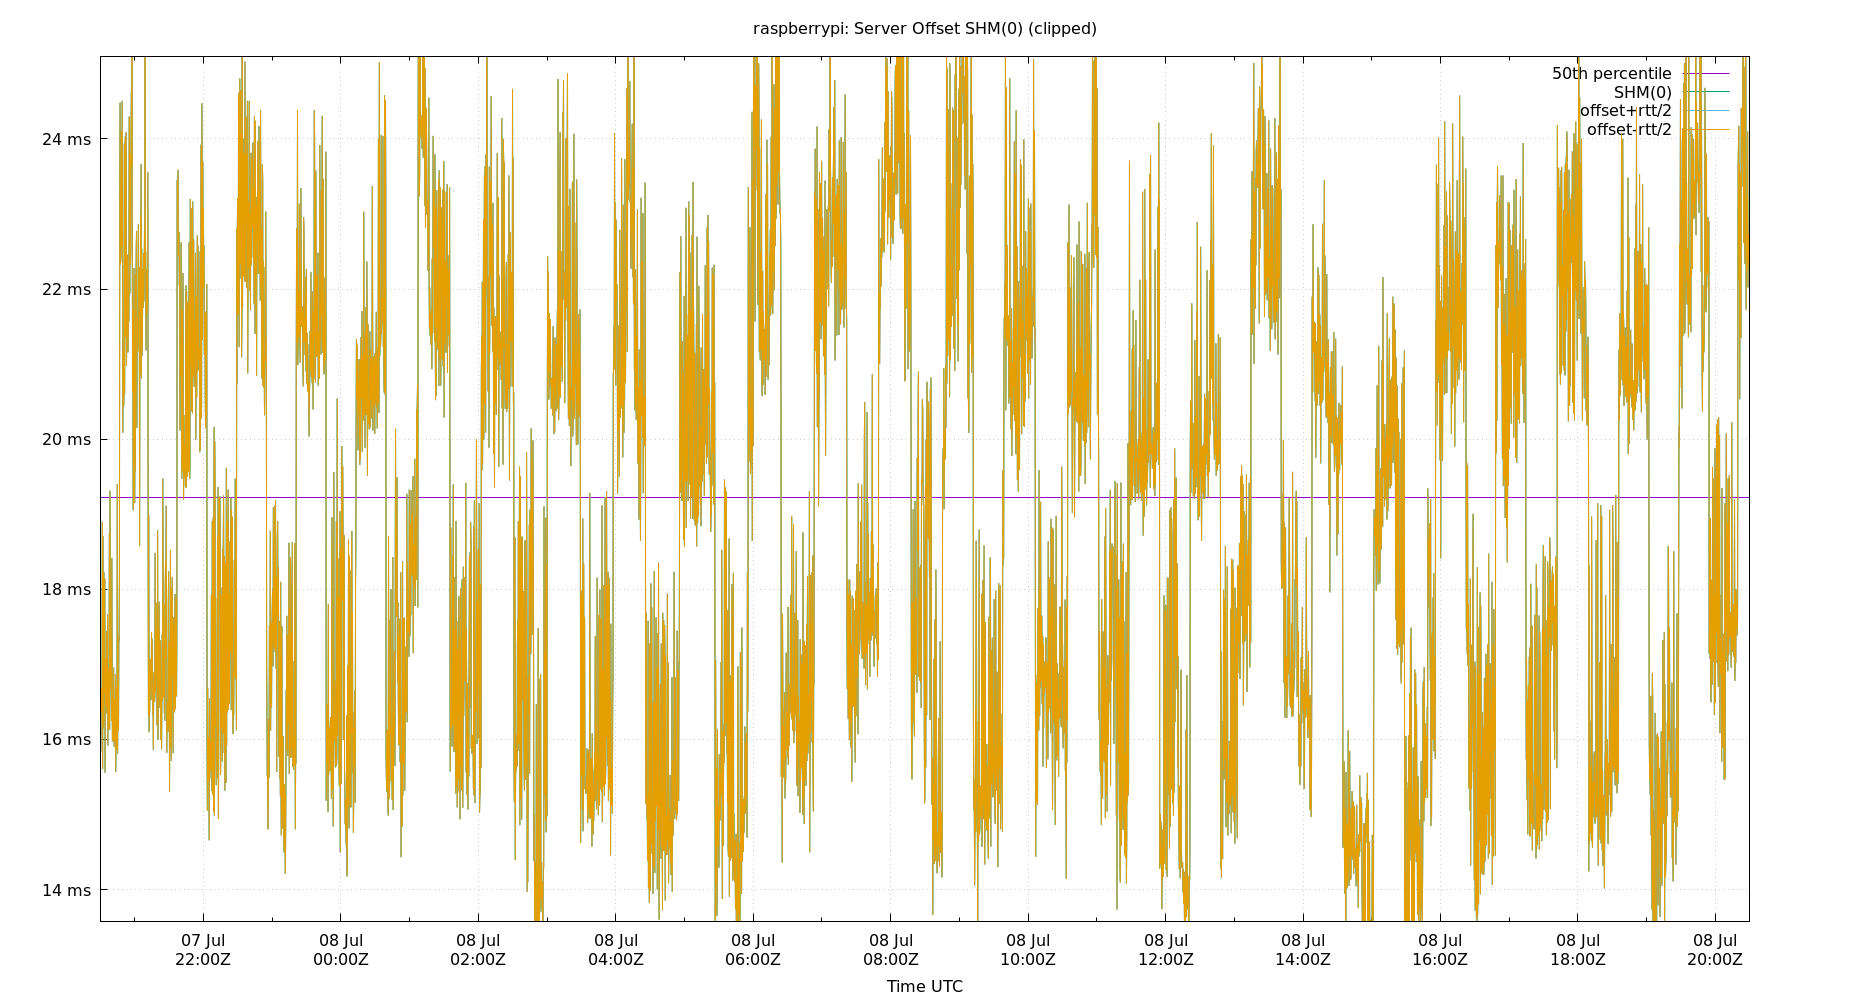 raspberrypi: Server Offset SHM(0) (clipped)
50th percentile
SHM(0)
offset+rtt/2
offset-rtt/2
24 ms
22 ms
20 ms
18 ms
16 ms
14 ms
07 Jul 08 Jul 08 Jul 08 Jul 08 Jul 08 Jul 08 Jul 08 Jul 08 Jul 08 Jul 08 Jul 08 Jul
22:00Z 00:00Z 02:00Z 04:00Z 06:00Z 08:00Z 10:00Z 12:00Z 14:00Z 16:00Z 18:00Z 20:00Z
Time UTC